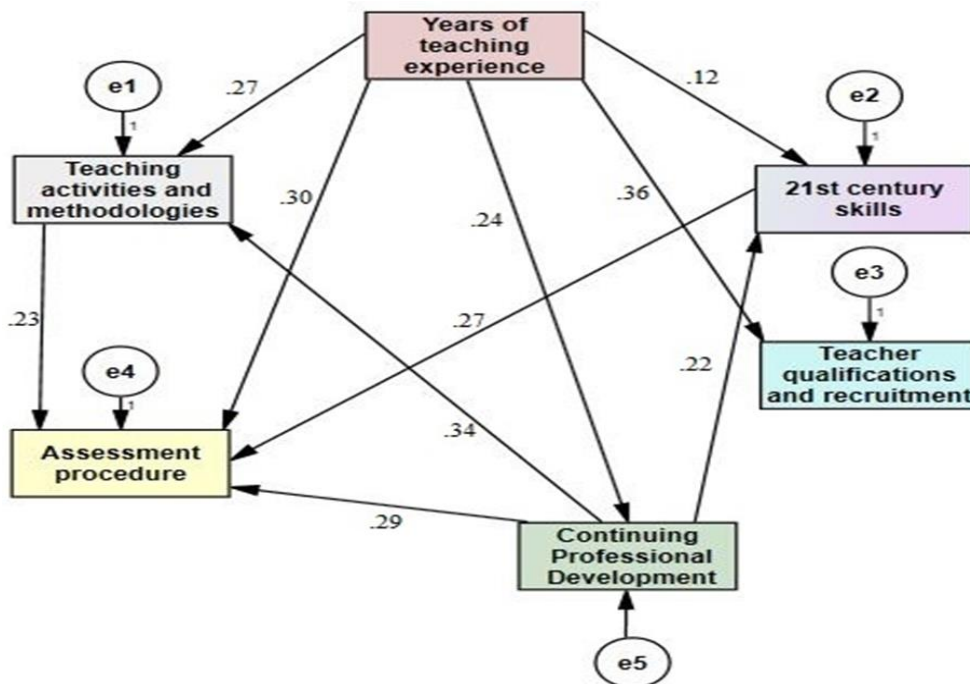 Years of
teaching
experience
e1
.27
.12
e2
1
1
Teaching
activities and
methodologies
21st century
skills
.30
.24
.36
e3
1
.23
.27
.22
Teacher
qualifications
and recruitment
e4
1
.34
Assessment
procedure
.29
Continuing
Professional
Development
e5